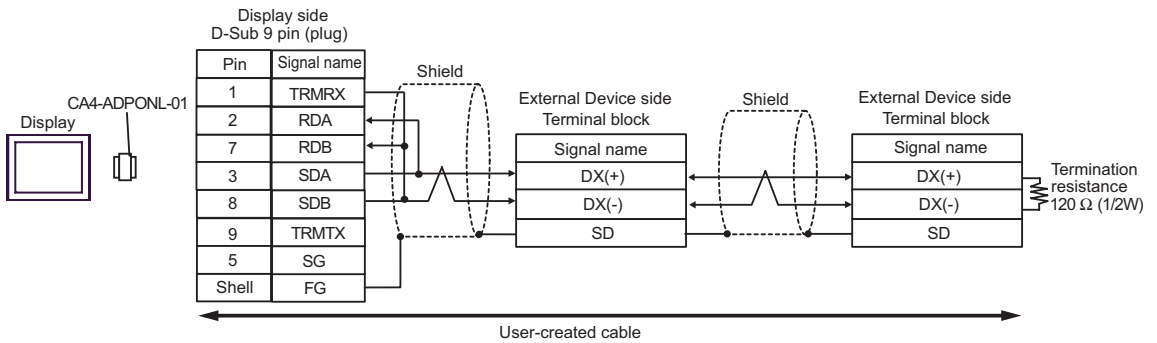 Display side
D-Sub 9 pin (plug)
Pin Signal name
1 TRMRX
2 RDA
7 RDB
3 SDA
8 SDB
9 TRMTX
5 SG
Shell FG
CA4-ADPONL-01
Display
Shield
External Device side
Terminal block
Signal name
DX(+)
DX(-)
SD
Shield
External Device side
Terminal block
Signal name
DX(+)
DX(-)
SD
Termination
resistance
120 Ω (1/2W)
User-created cable